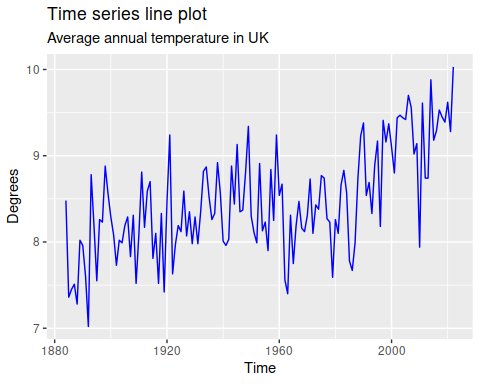 Time series line plot
Average annual temperature in UK
10
9
8
7
Degrees
1880
1920
1960
2000
Time